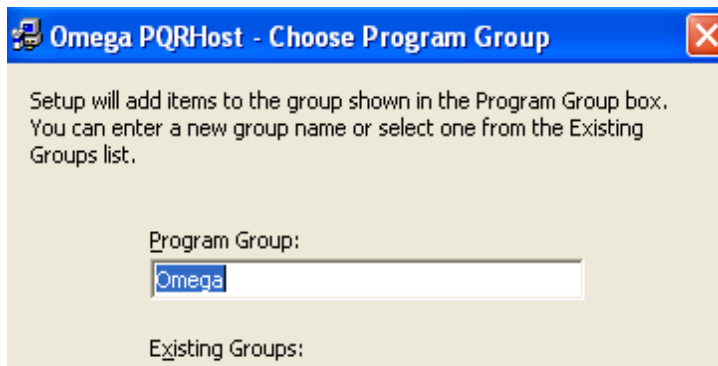 Omega PQRHost - Choose Program Group
Setup will add items to the group shown in the Program Group box.
You can enter a new group name or select one from the Existing
Groups list.
Program Group:
Omega
Existing Groups: